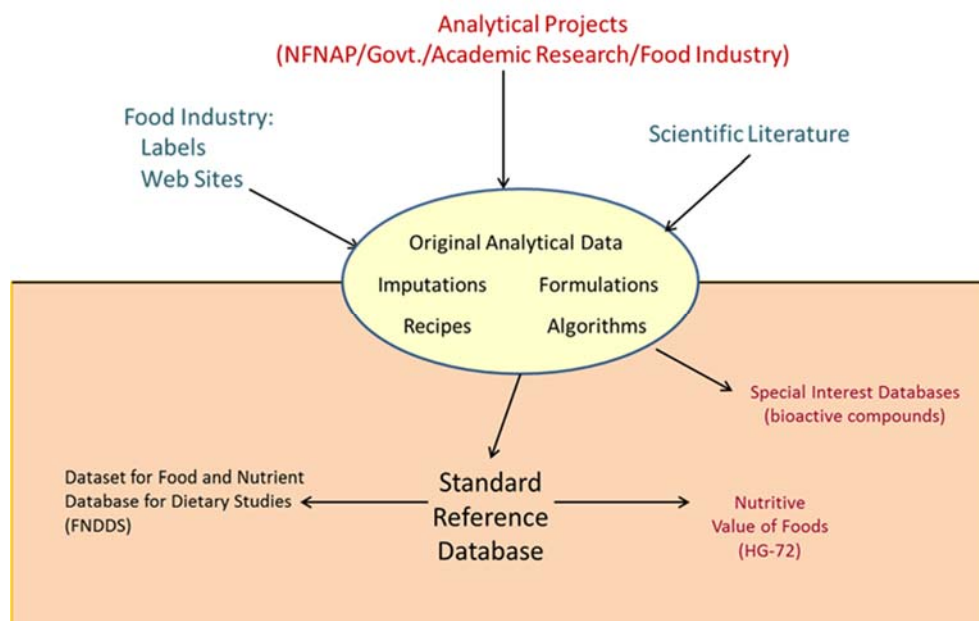 Analytical Projects
(NFNAP/Govt./Academic Research/Food Industry)
Food Industry:
Labels
Web Sites
Scientific Literature
Original Analytical Data
Imputations Formulations
Recipes Algorithms
Special Interest Databases
(bioactive compounds)
Dataset for Food and Nutrient
Database for Dietary Studies
(FNDDS)
Standard
Reference
Database
Nutritive
Value of Foods
(HG-72)